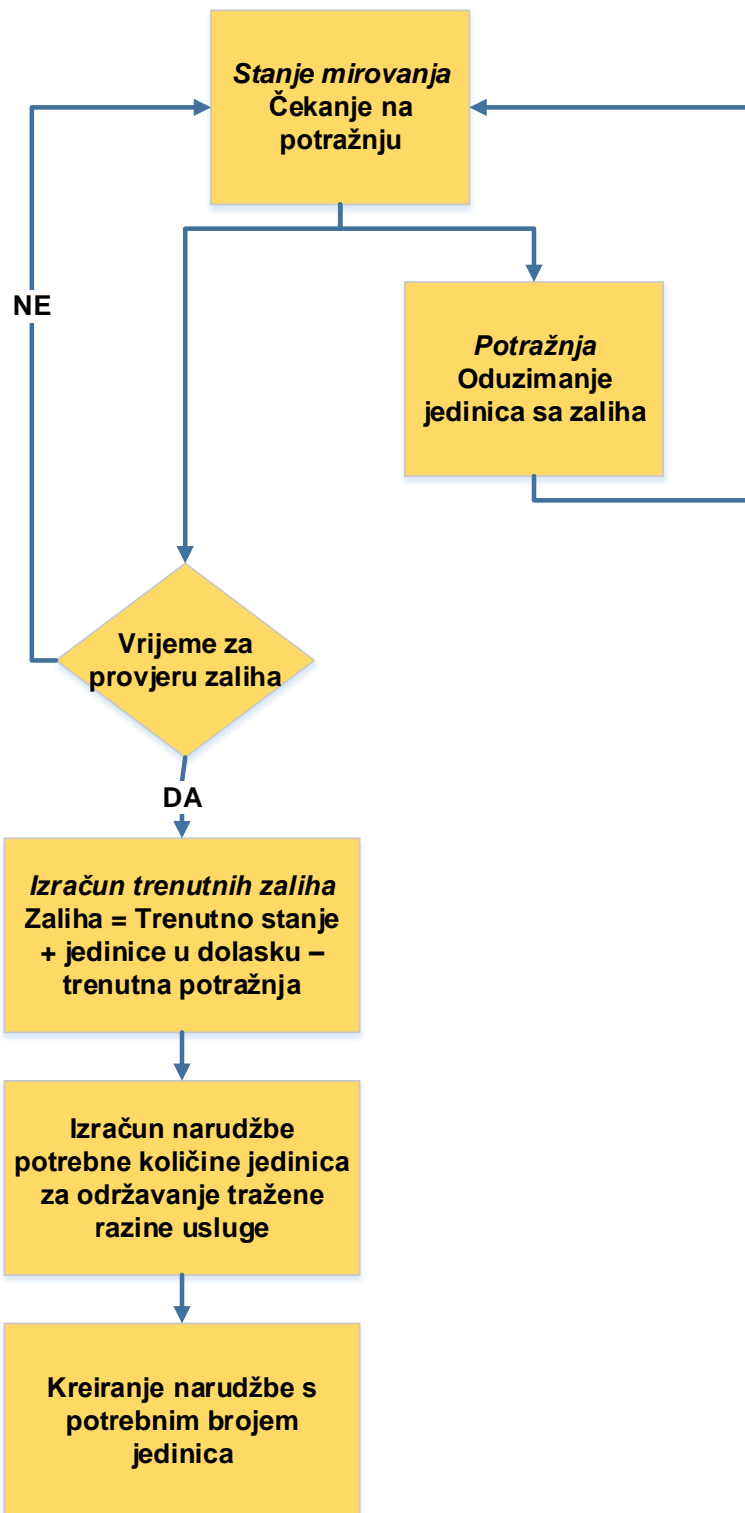 Stanje mirovanja
Čekanje na
potražnju
NE
Potražnja
Oduzimanje
jedinica sa zaliha
Vrijeme za
provjeru zaliha
DA
Izračun trenutnih zaliha
Zaliha = Trenutno stanje
+ jedinice u dolasku –
trenutna potražnja
Izračun narudžbe
potrebne količine jedinica
za održavanje tražene
razine usluge
Kreiranje narudžbe s
potrebnim brojem
jedinica